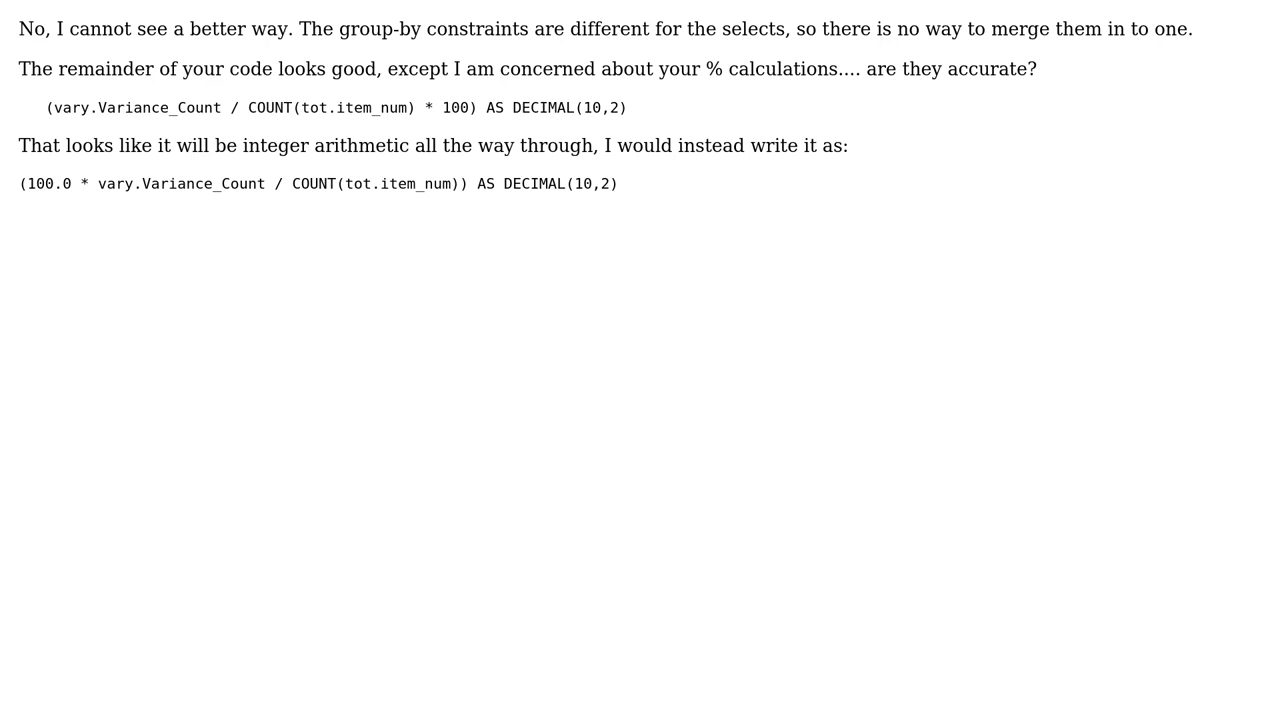 No, I cannot see a better way. The group-by constraints are different for the selects, so there is no way to merge them in to one.
The remainder of your code looks good, except I am concerned about your % calculations.... are they accurate?
(vary.Variance_Count / COUNT(tot.item_num) * 100) AS DECIMAL(10,2)
That looks like it will be integer arithmetic all the way through, I would instead write it as:
(100.0 * vary.Variance_Count / COUNT(tot.item_num)) AS DECIMAL(10,2)